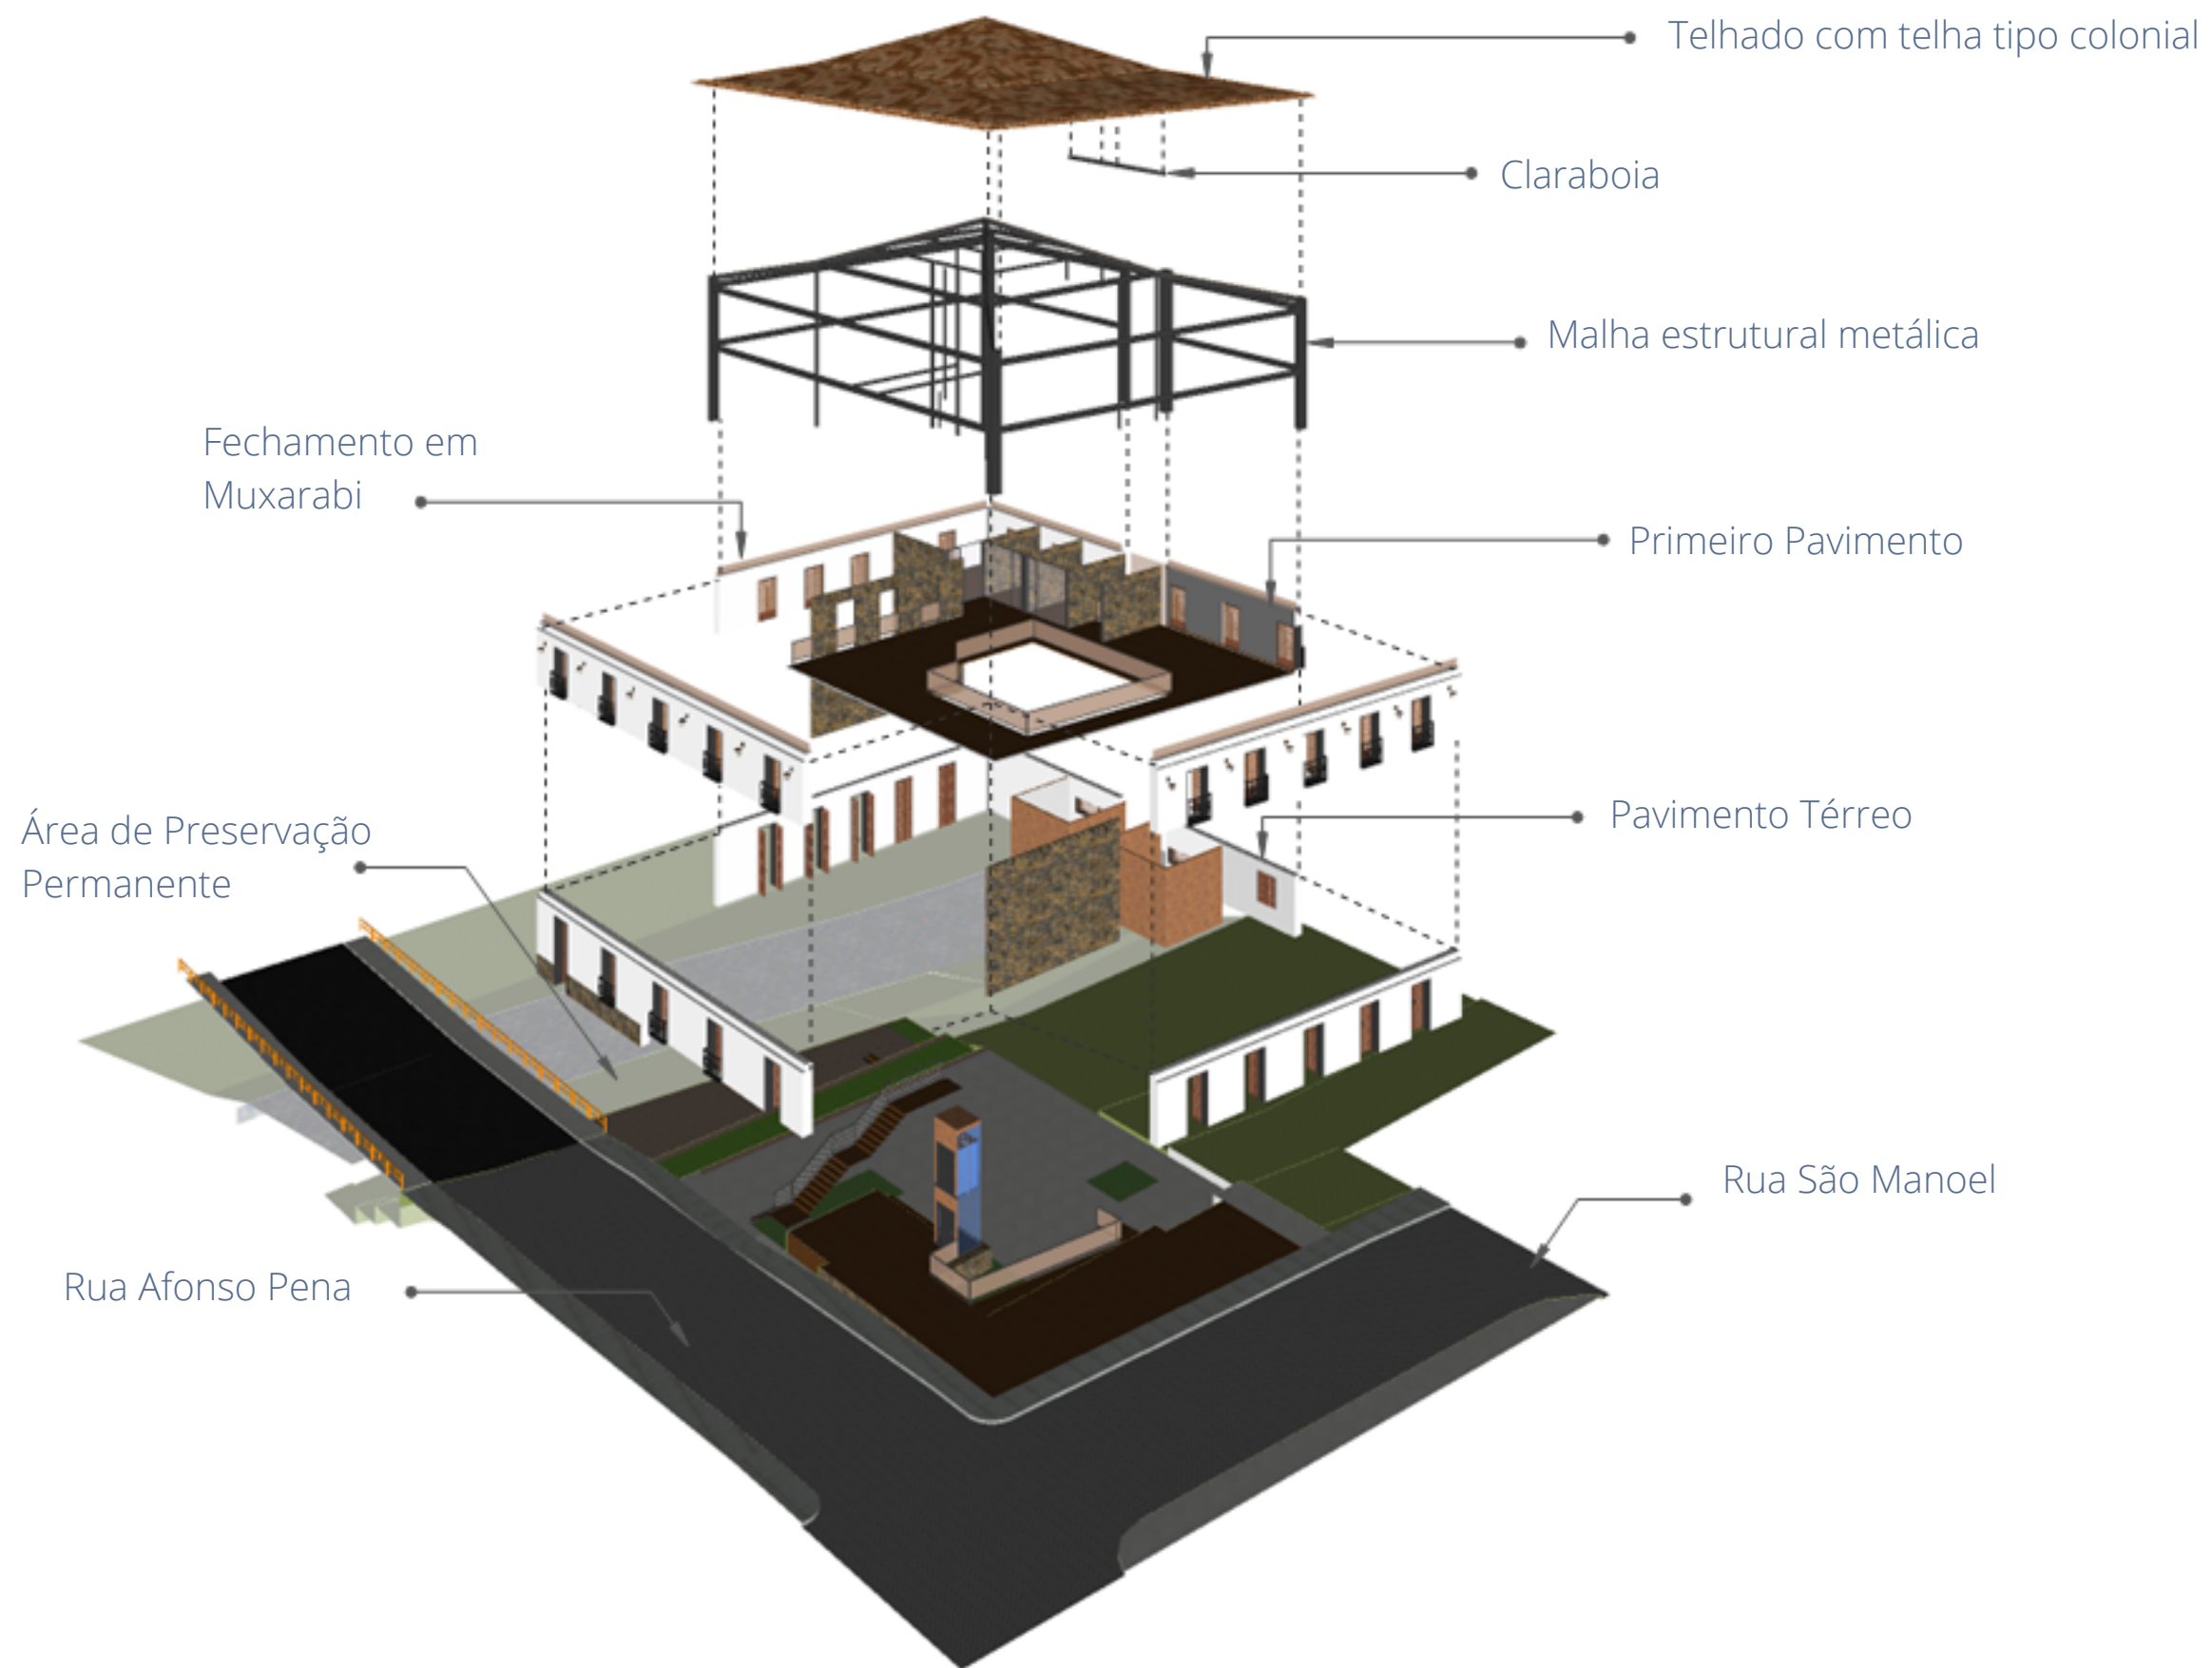 Telhado com telha tipo colonial
Claraboia
Malha estrutural metálica
Fechamento em
Muxarabi
Primeiro Pavimento
Pavimento Térreo
Área de Preservação
Permanente
Rua São Manoel
Rua Afonso Pena